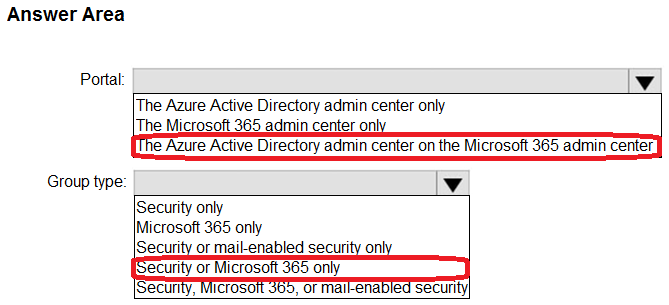 Answer Area
Portal:
The Azure Active Directory admin center only
The Microsoft 365 admin center only
The Azure Active Directory admin center on the Microsoft 365 admin center
Group type:
Security only
Microsoft 365 only
Security or mail-enabled security only
Security or Microsoft 365 only
Security, Microsoft 365, or mail-enabled security